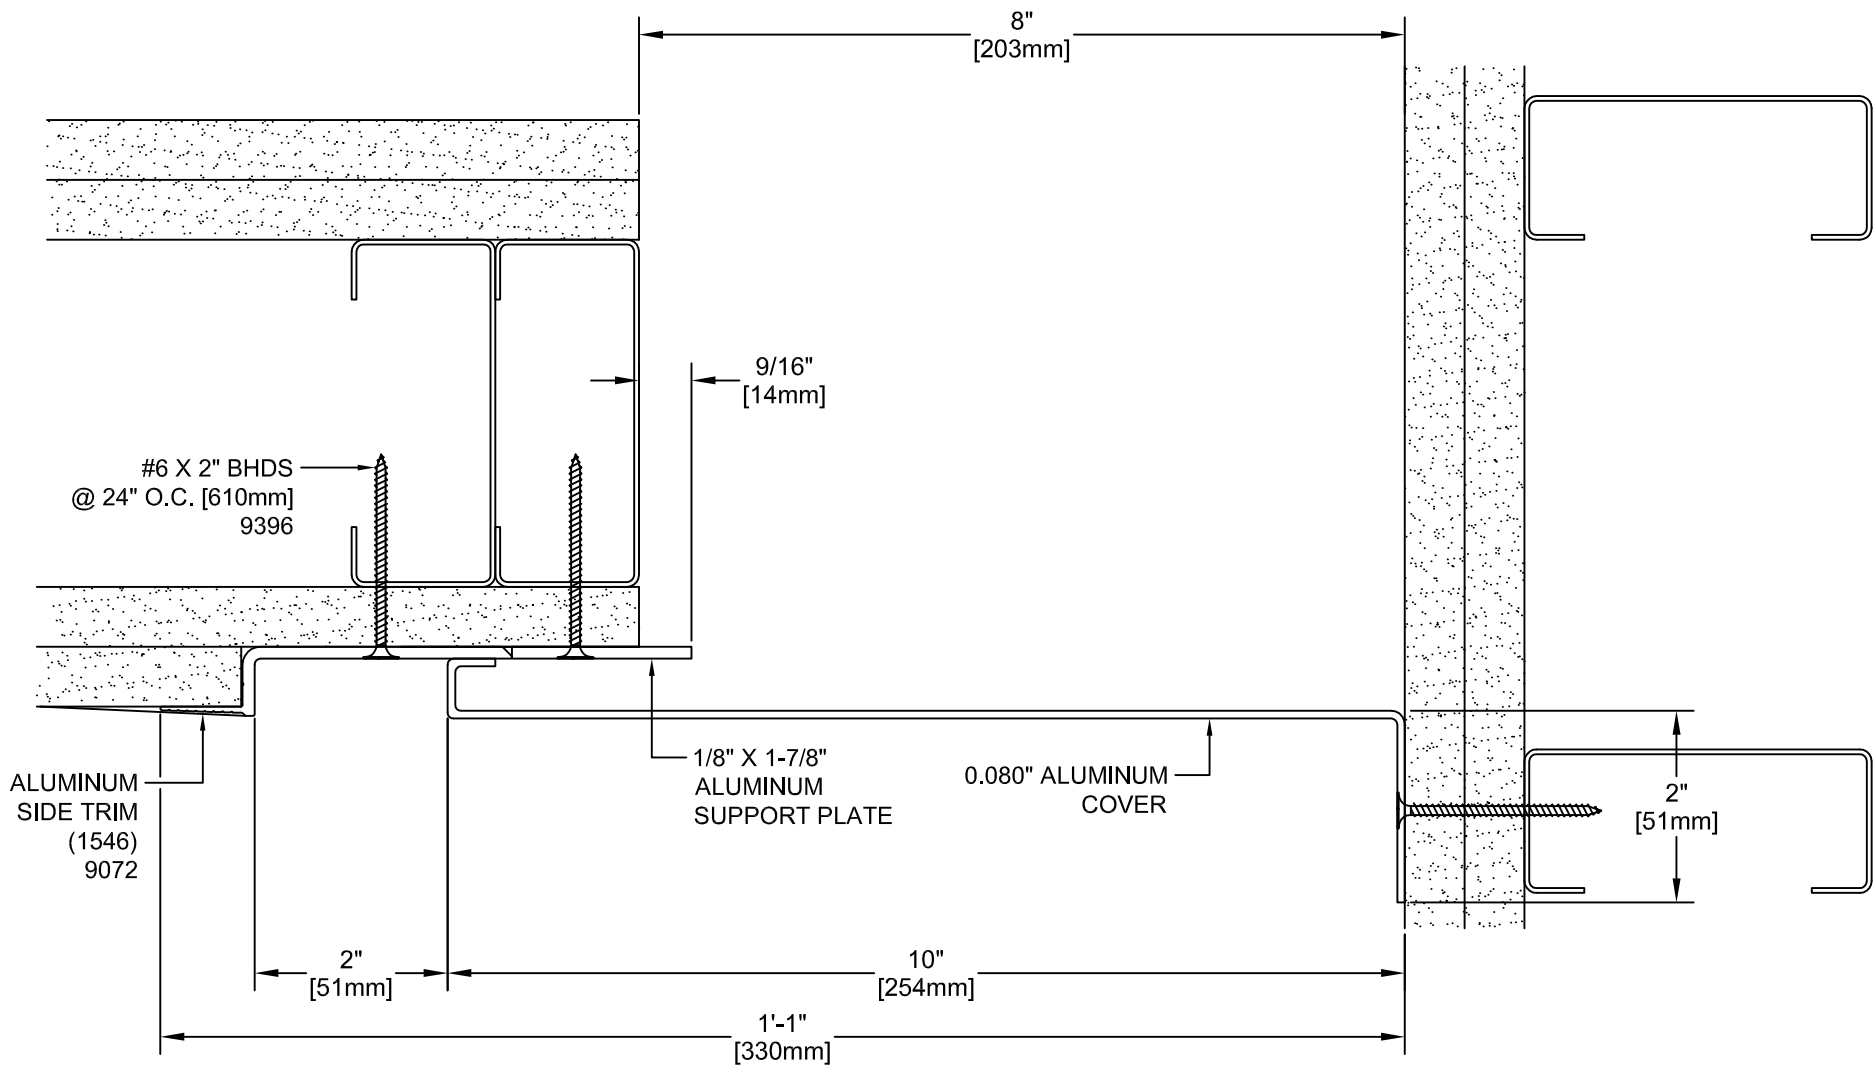 8"
[203mm]
9/16"
[14mm]
#6 X 2" BHDS
@ 24" O.C. [610mm]
9396
ALUMINUM
SIDE TRIM
(1546)
9072
1/8" X 1-7/8"
ALUMINUM
SUPPORT PLATE
0.080" ALUMINUM
COVER
2"
[51mm]
2"
[51mm]
10"
[254mm]
1'-1"
[330mm]